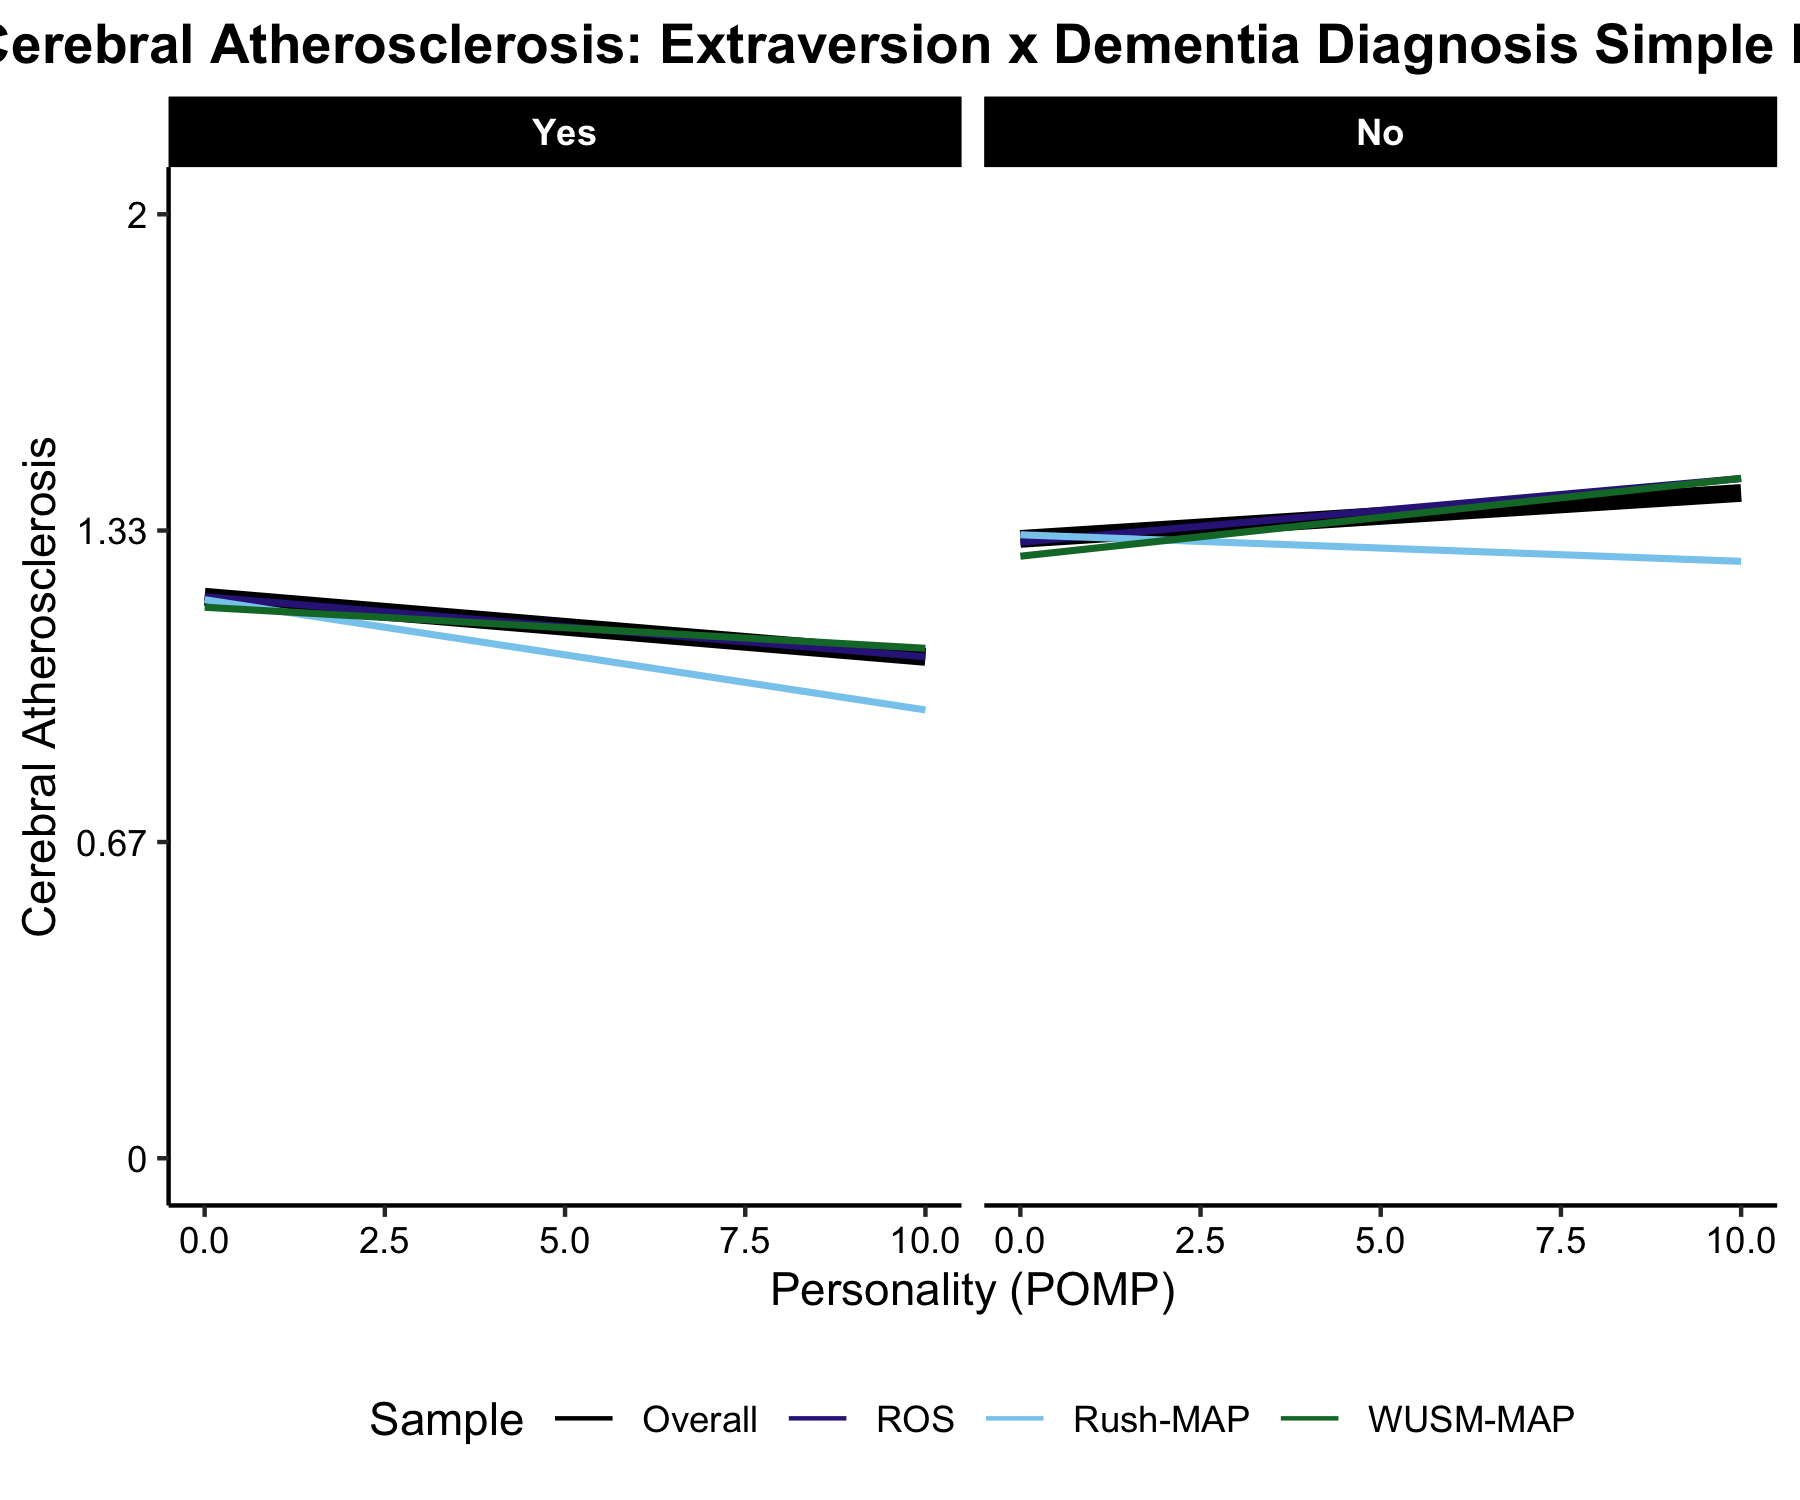 Cerebral Atherosclerosis: Extraversion x Dementia Diagnosis Simple
Yes
No
Cerebral Atherosclerosis
2
1.33
0.67
0
0.0 2.5 5.0 7.5 10.0 0.0 2.5 5.0 7.5 10.0
Personality (POMP)
Sample Overall ROS Rush-MAP WUSM-MAP